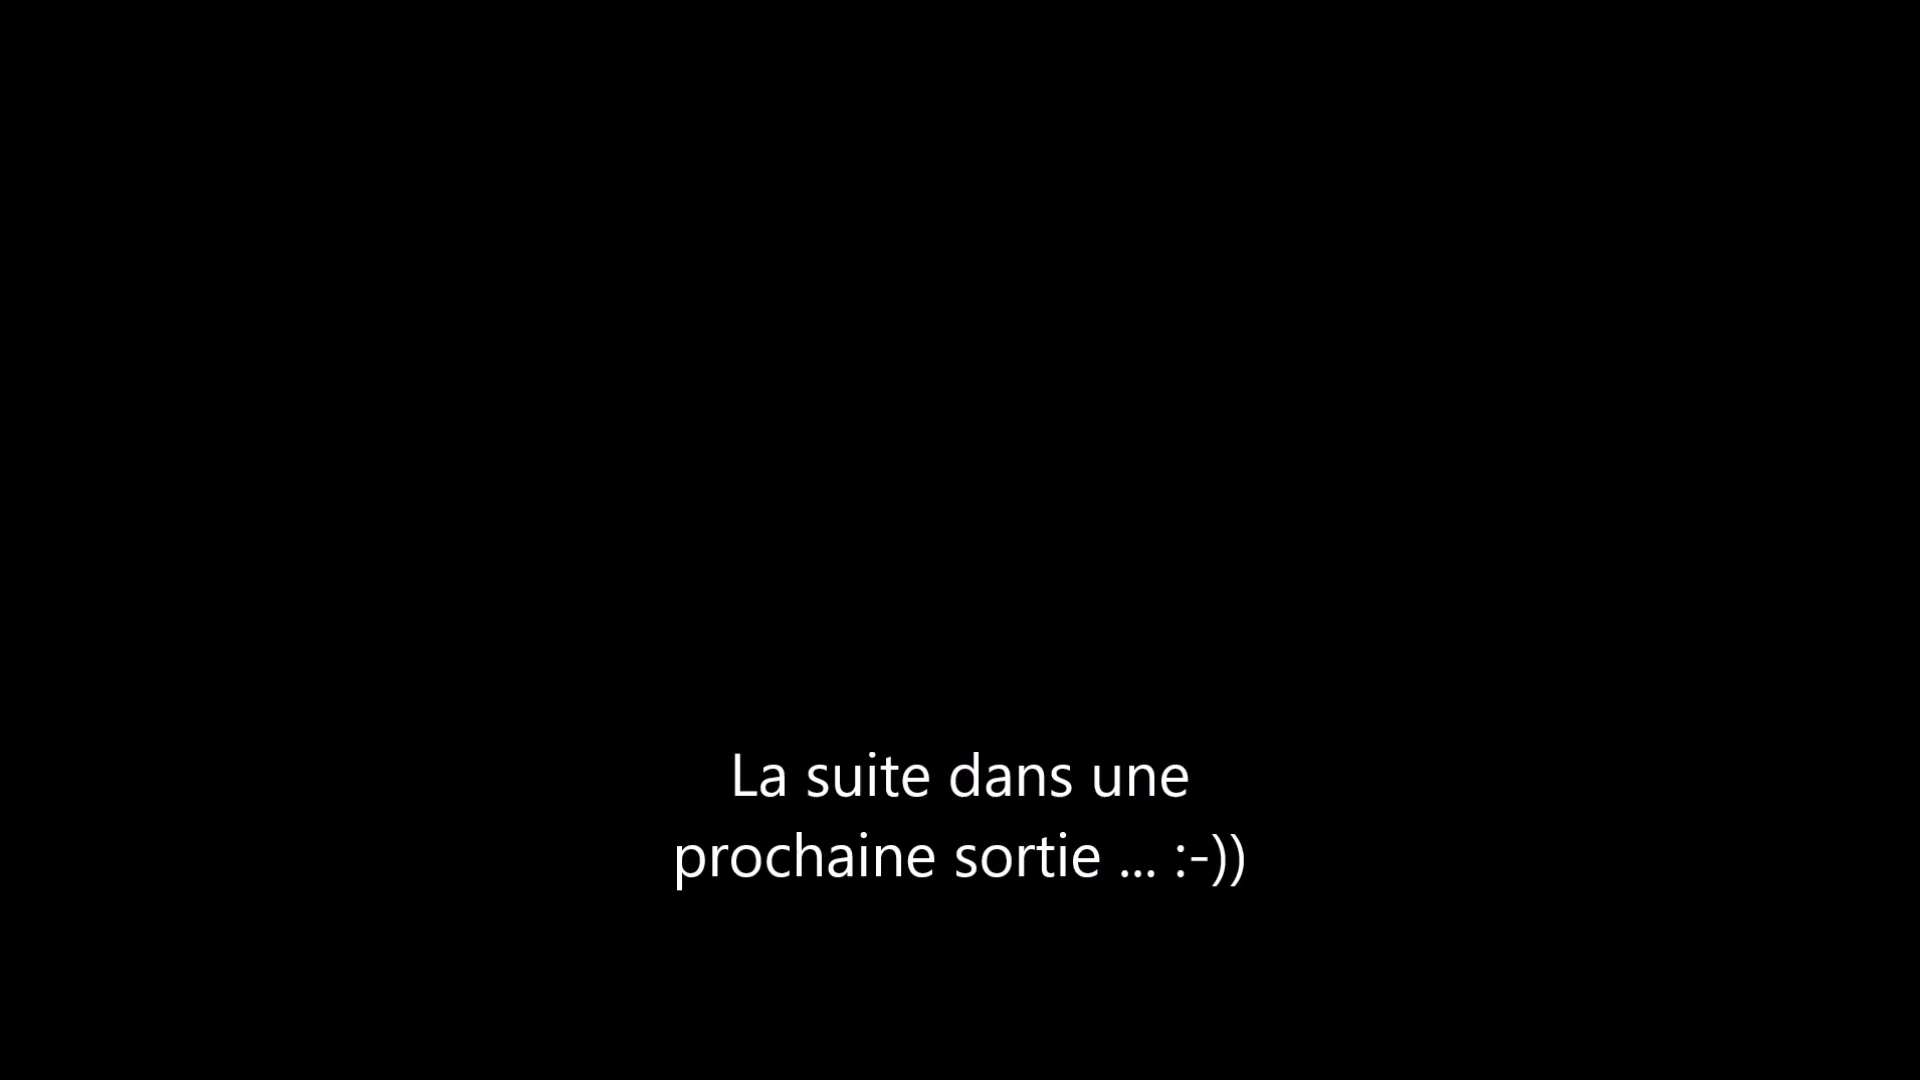 La suite dans une
prochaine sortie ... :-))